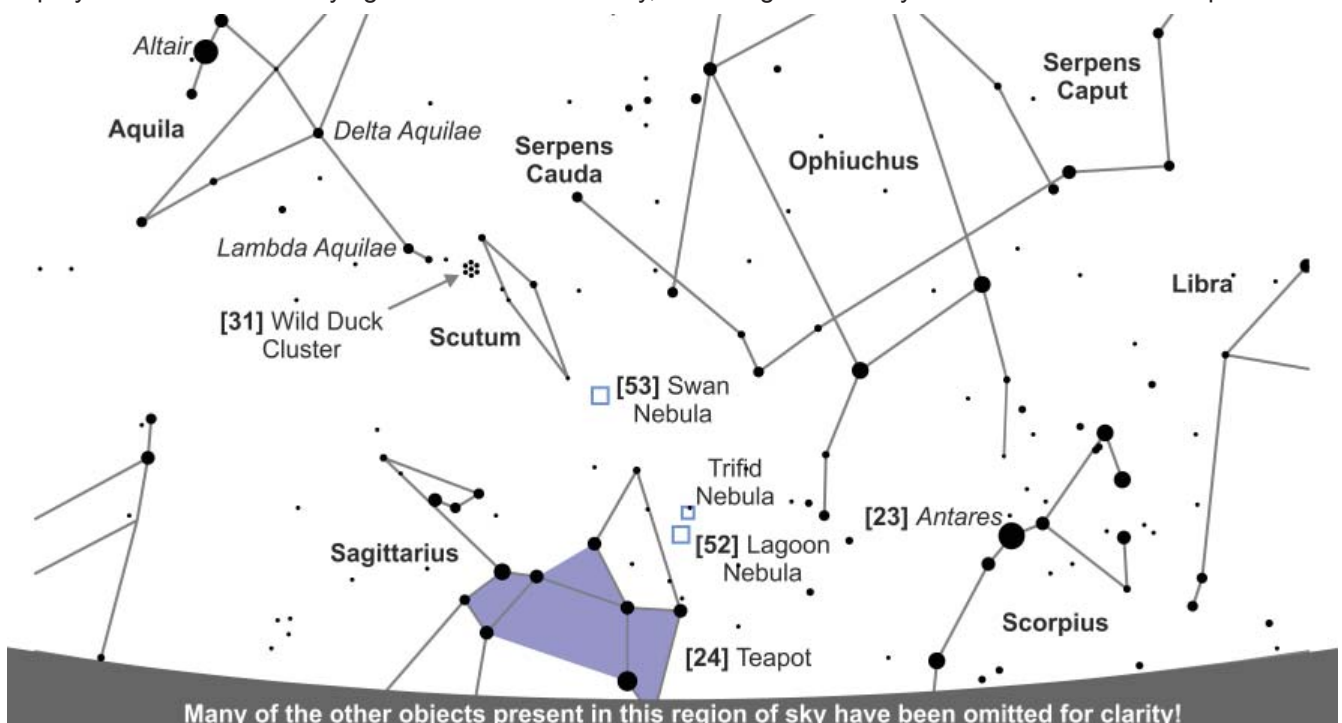 Altair
Aquila
Delta Aquilae
Serpens
Cauda
Ophiuchus
Serpens
Caput
Lambda Aquilae
[31] Wild Duck
Cluster
Scutum
Libra
[53] Swan
Nebula
Trifid
Nebula
[23] Antares
[52] Lagoon
Nebula
Sagittarius
Scorpius
[24] Teapot
Many of the other objects present in this region of sky have been omitted for clarity!